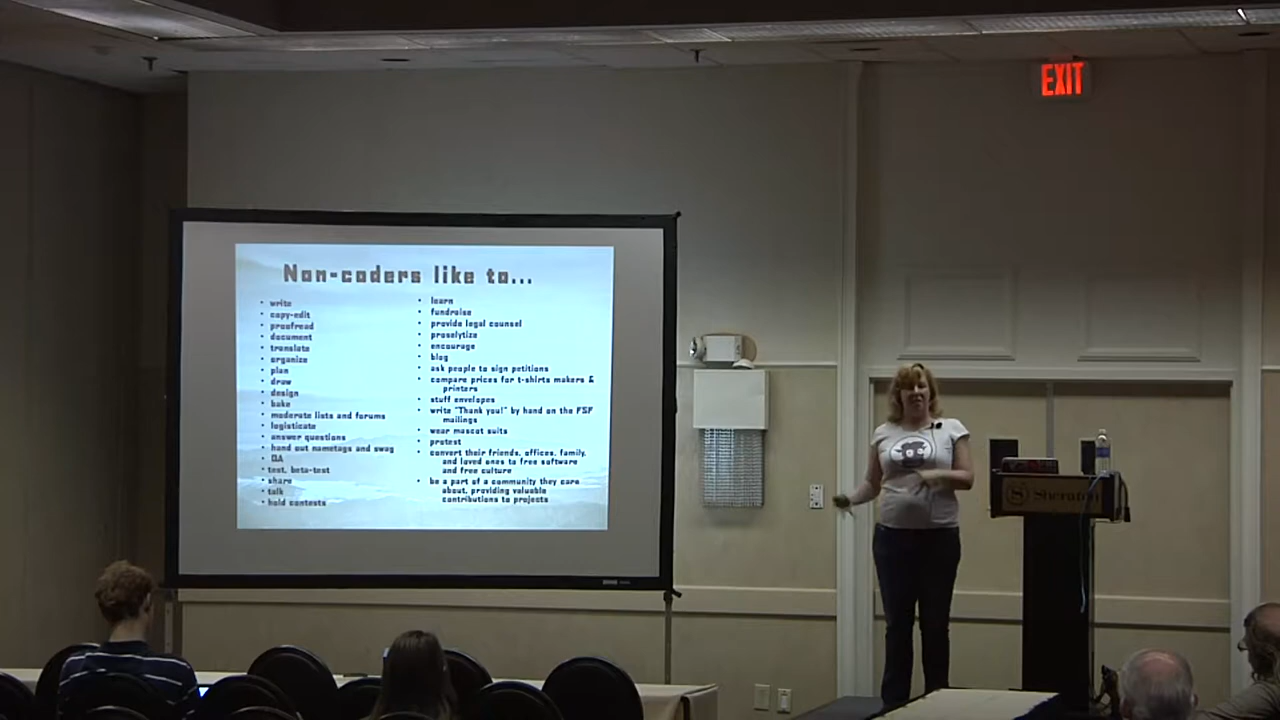 EXIT
Non-coders like to...
• write
• copy-edit
• proofread
• document
• translate
• organize
• plan
• draw
• design
• bake
• moderate lists and forums
• logisticate
• answer questions
• hand out nametags and swag
• QA
• test, beta-test
• share
• talk
• hold contests
• learn
• fundraise
• provide legal counsel
• proselytize
• encourage
• blog
• ask people to sign petitions
• compare prices for t-shirts makers &
printers
• stuff envelopes
• write "Thank you!" by hand on the FSF
mailings
• wear mascot suits
• protest
• convert their friends, offices, family,
and loved ones to free software
and free culture
• be a part of a community they care
about, providing valuable
contributions to projects
Sheraton